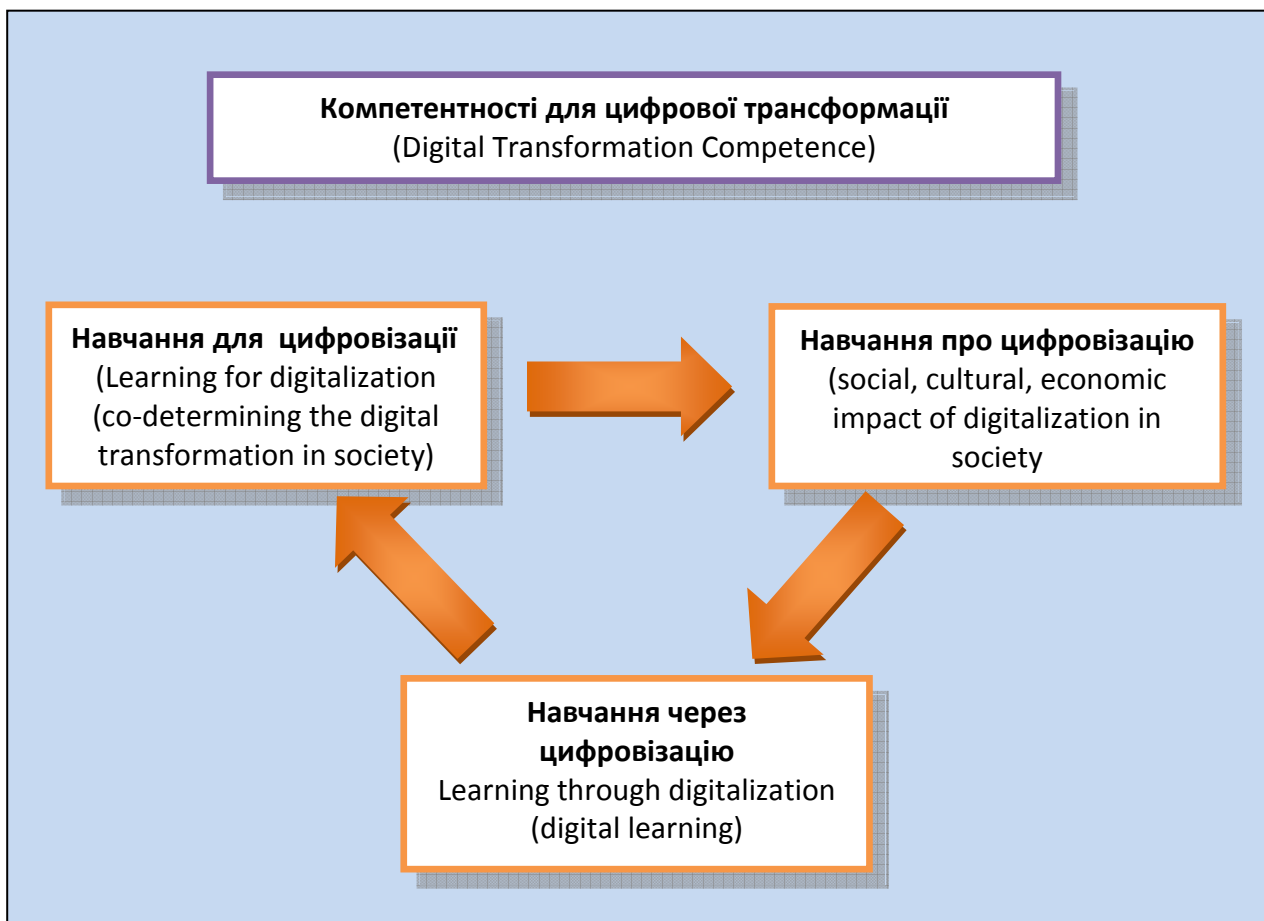 Компетентності для цифрової трансформації
(Digital Transformation Competence)
Навчання для цифровізації
(Learning for digitalization
(co-determining the digital
transformation in society)
Навчання про цифровізацію
(social, cultural, economic
impact of digitalization in
society
Навчання через
цифровізацію
Learning through digitalization
(digital learning)